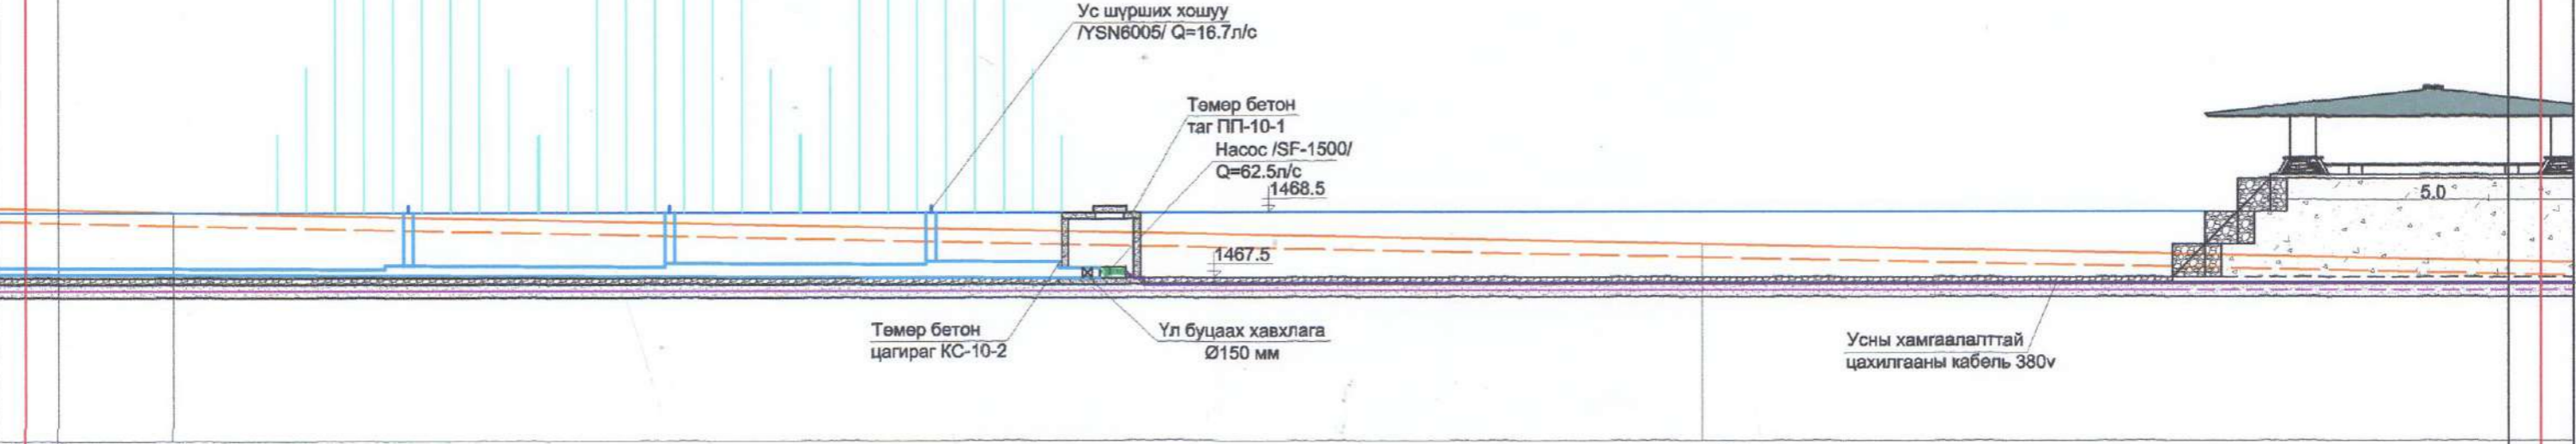 Ус шүрших хошуу
/YSN6005/ Q=16.7л/с
Төмөр бетон
таг ПП-10-1
Насос /SF-1500/
Q=62.5л/с
1468.5
5.0
1467.5
Төмөр бетон
цагираг КС-10-2
Үл буцаах хавхлага
Ø150 мм
Усны хамгаалалттай
цахилгааны кабель 380v